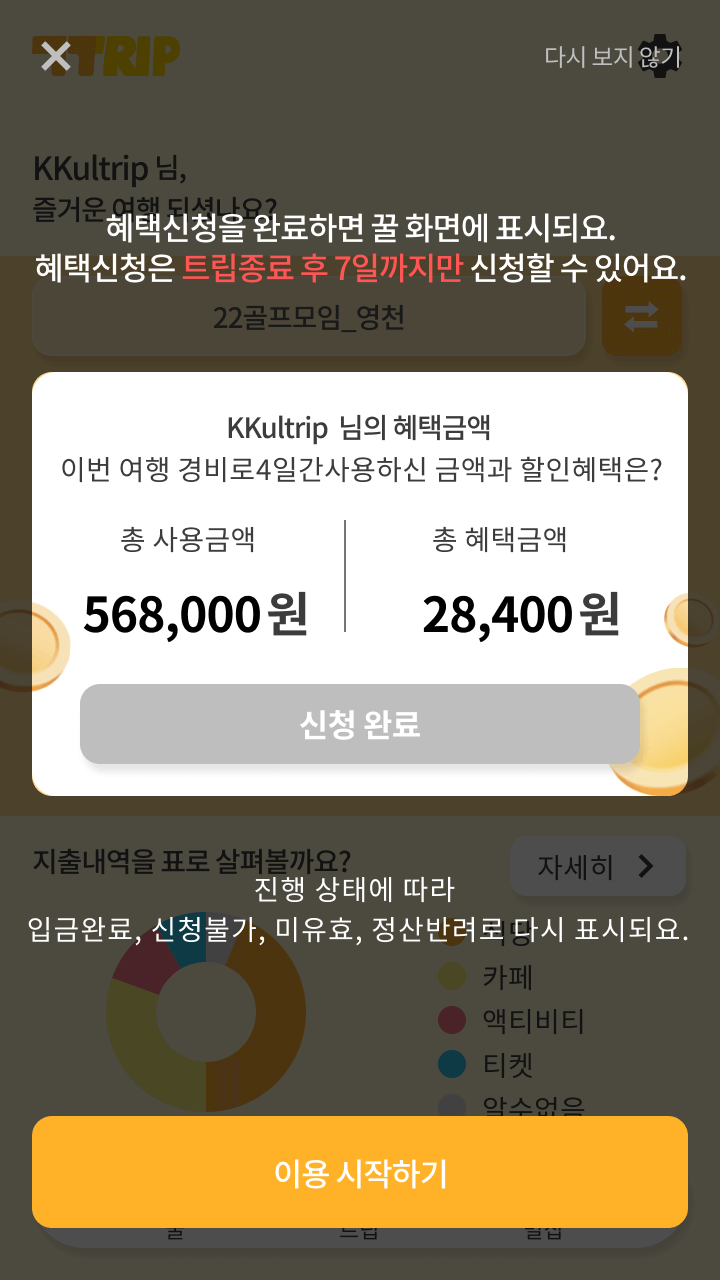 TTRIP
다시 보지 않기
KKultrip 님,
즐거운 여행 되셨나요?
혜택신청을 완료하면 꿀 화면에 표시되요.
혜택신청은 트립종료 후 7일까지만 신청할 수 있어요.
22골프모임_영천
KKultrip 님의 혜택금액
이번 여행 경비로4일간사용하신 금액과 할인혜택은?
총 사용금액
총 혜택금액
568,000원
28,400원
신청 완료
지출내역을 표로 살펴볼까요?
자세히
진행 상태에 따라
입금완료, 신청불가, 미유효, 정산반려로 다시 표시되요.
카페
액티비티
티켓
알수없음
이용 시작하기
꿀
트립